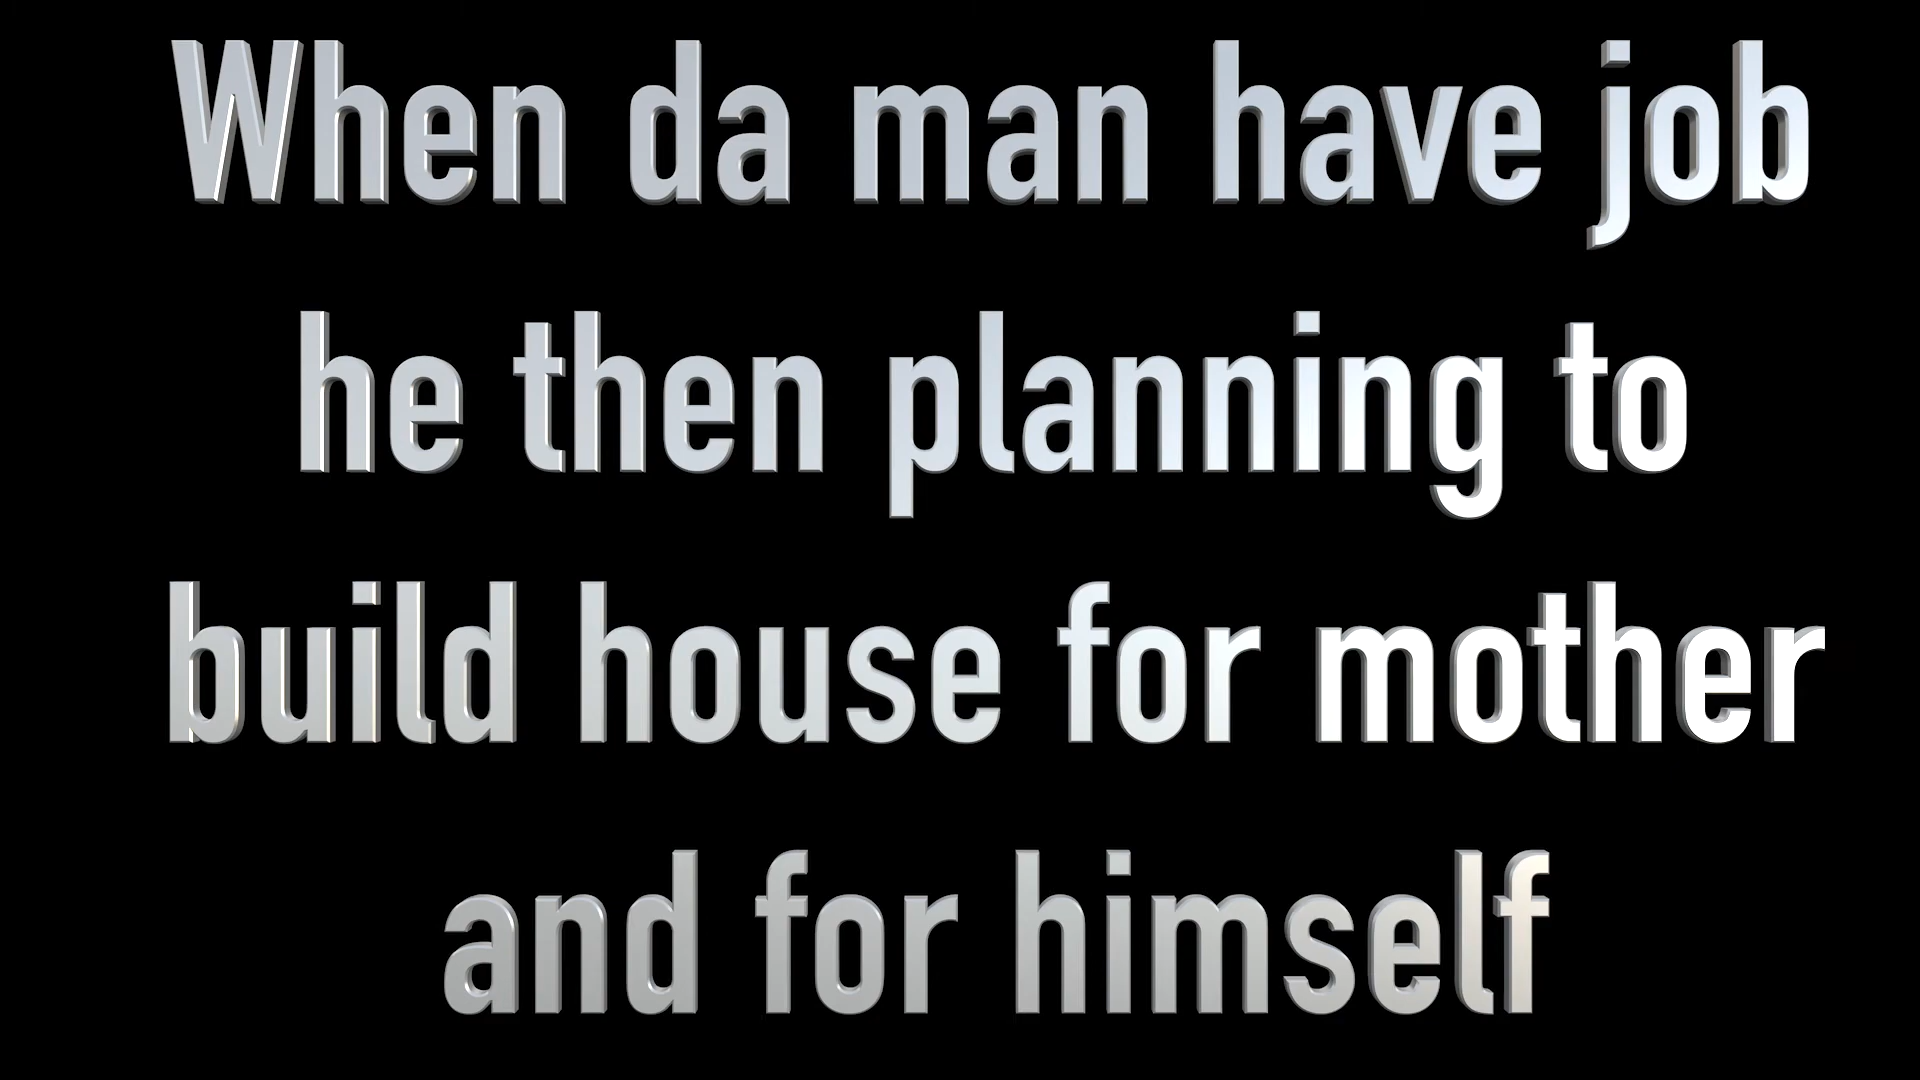 When da man have job
he then planning to
build house for mother
and for himself